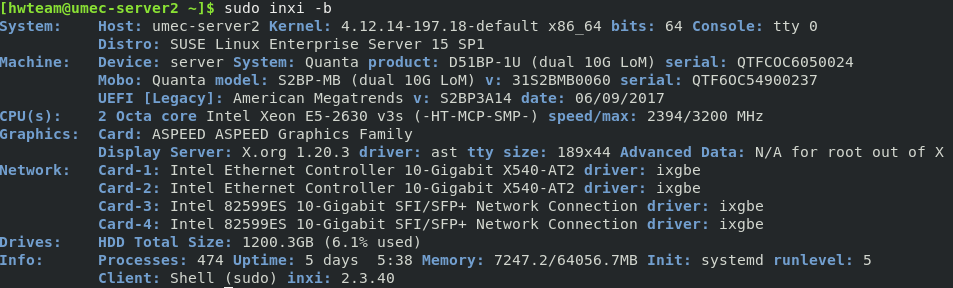 [hwteam@umec-server2 ~]$ sudo inxi -b
System: Host: umec-server2 Kernel: 4.12.14-197.18-default x86_64 bits: 64 Console: tty 0
Distro: SUSE Linux Enterprise Server 15 SP1
Machine: Device: server System: Quanta product: D51BP-1U (dual 10G LoM) serial: QTFCOC6050024
Mobo: Quanta model: S2BP-MB (dual 10G LoM) v: 31S2BMB0060 serial: QTF6OC54900237
UEFI [Legacy]: American Megatrends v: S2BP3A14 date: 06/09/2017
CPU(s): 2 Octa core Intel Xeon E5-2630 v3s (-HT-MCP-SMP-) speed/max: 2394/3200 MHz
Graphics: Card: ASPEED ASPEED Graphics Family
Display Server: X.org 1.20.3 driver: ast tty size: 189x44 Advanced Data: N/A for root out of X
Network: Card-1: Intel Ethernet Controller 10-Gigabit X540-AT2 driver: ixgbe
Card-2: Intel Ethernet Controller 10-Gigabit X540-AT2 driver: ixgbe
Card-3: Intel 82599ES 10-Gigabit SFI/SFP+ Network Connection driver: ixgbe
Card-4: Intel 82599ES 10-Gigabit SFI/SFP+ Network Connection driver: ixgbe
Drives: HDD Total Size: 1200.3GB (6.1% used)
Info: Processes: 474 Uptime: 5 days 5:38 Memory: 7247.2/64056.7MB Init: systemd runlevel: 5
Client: Shell (sudo) inxi: 2.3.40